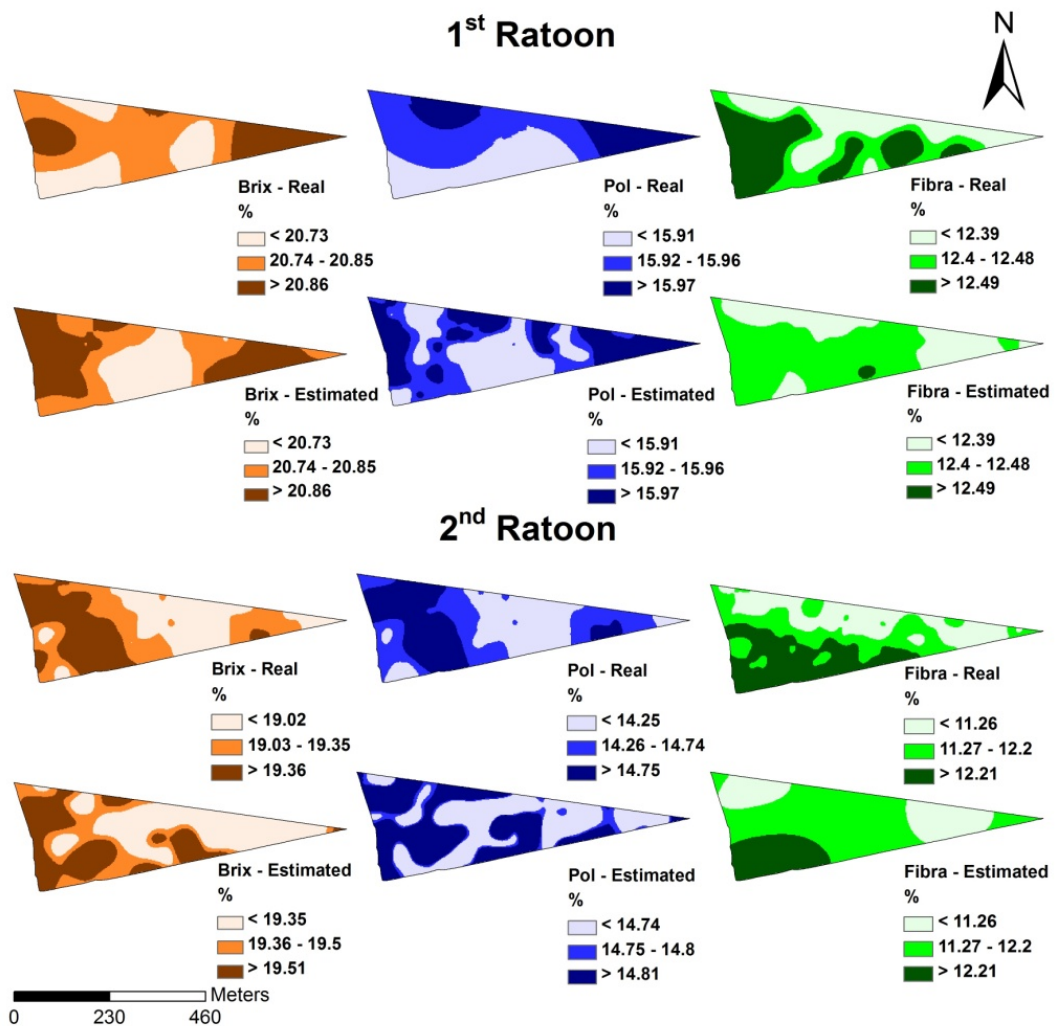 1st Ratoon
N
Brix - Real
%
< 20.73
20.74 - 20.85
> 20.86
Pol - Real
%
< 15.91
15.92 - 15.96
> 15.97
Fibra - Real
%
< 12.39
12.4 - 12.48
> 12.49
Brix - Estimated
%
< 20.73
20.74 - 20.85
> 20.86
Pol - Estimated
%
< 15.91
15.92 - 15.96
> 15.97
Fibra - Estimated
%
< 12.39
12.4 - 12.48
> 12.49
2nd Ratoon
Brix - Real
%
< 19.02
19.03 - 19.35
> 19.36
Pol - Real
%
< 14.25
14.26 - 14.74
> 14.75
Fibra - Real
%
< 11.26
11.27 - 12.2
> 12.21
Brix - Estimated
%
< 19.35
19.36 - 19.5
> 19.51
Pol - Estimated
%
< 14.74
14.75 - 14.8
> 14.81
Fibra - Estimated
%
< 11.26
11.27 - 12.2
> 12.21
Meters
0 230 460